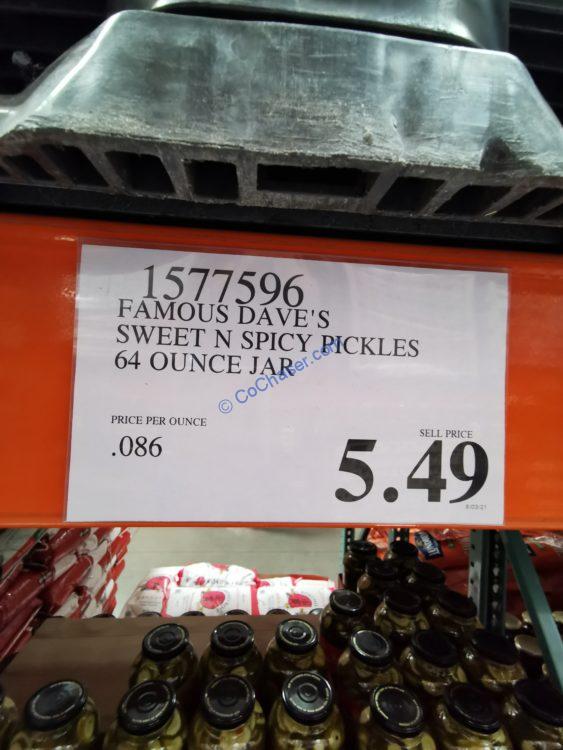 1577596
FAMOUS DAVE'S
SWEET N SPICY PICKLES
64 OUNCE JAR
© CoChaser.com
PRICE PER OUNCE
.086
SELL PRICE
5.49